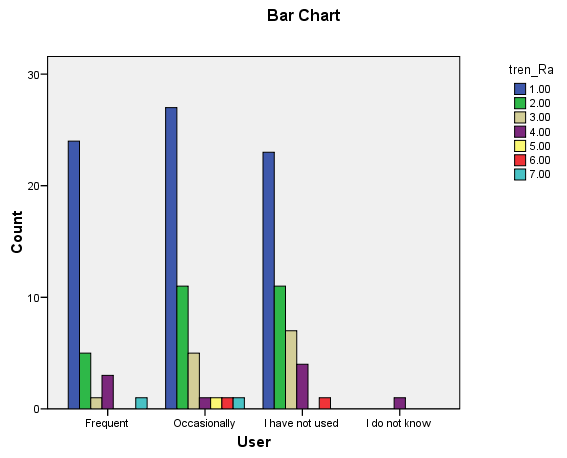 Bar Chart
tren_Ra
1.00
2.00
3.00
4.00
5.00
6.00
7.00
30
20
10
0
Count
Frequent
Occasionally
I have not used
I do not know
User